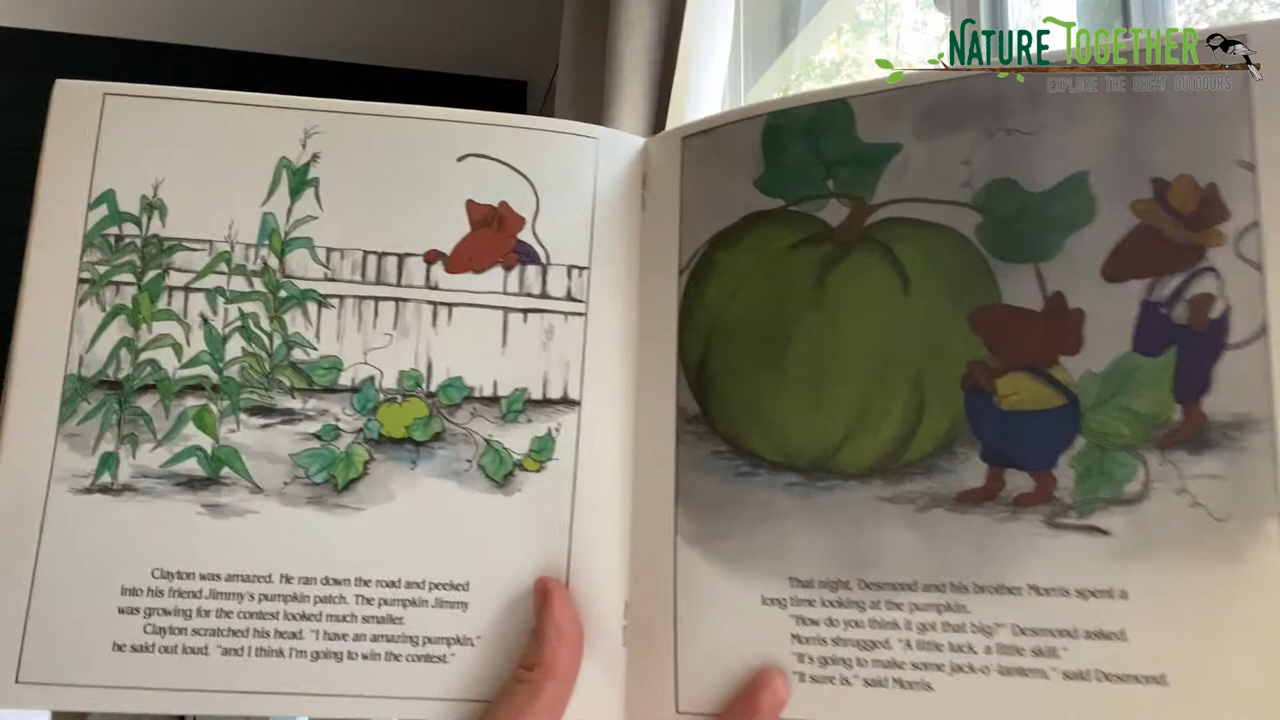 NATURE TOGETHER
EXPLORE THE GREAT OUTDOORS
Clayton was amazed. He ran down the road and peeked
into his friend Jimmy's pumpkin patch. The pumpkin Jimmy
was growing for the contest looked much smaller.
Clayton scratched his head. "I have an amazing pumpkin,"
he said out loud, "and I think I'm going to win the contest."
That night, Desmond and his brother Morris spent a
long time looking at the pumpkin.
"How do you think it got that big?" Desmond asked.
Morris shrugged. "A little luck, a little skill."
"It's going to make some jack-o'-lantern," said Desmond.
"It sure is," said Morris.